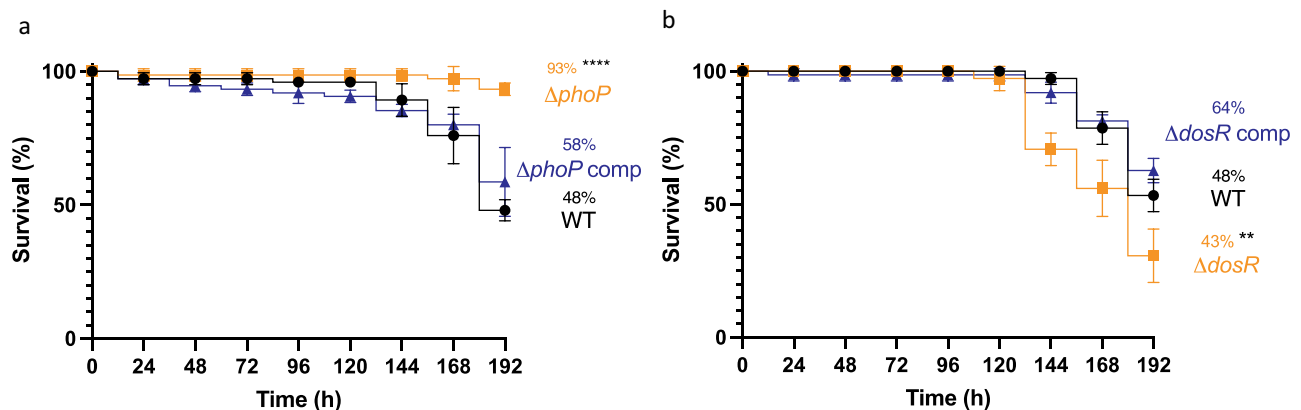 a
Survival (%)
100
50
0
0 24 48 72 96 120 144 168 192
Time (h)
93% ****
ΔphoP
58%
ΔphoP comp
48%
WT
b
Survival (%)
100
50
0
0 24 48 72 96 120 144 168 192
Time (h)
64%
ΔdosR comp
48%
WT
43% **
ΔdosR